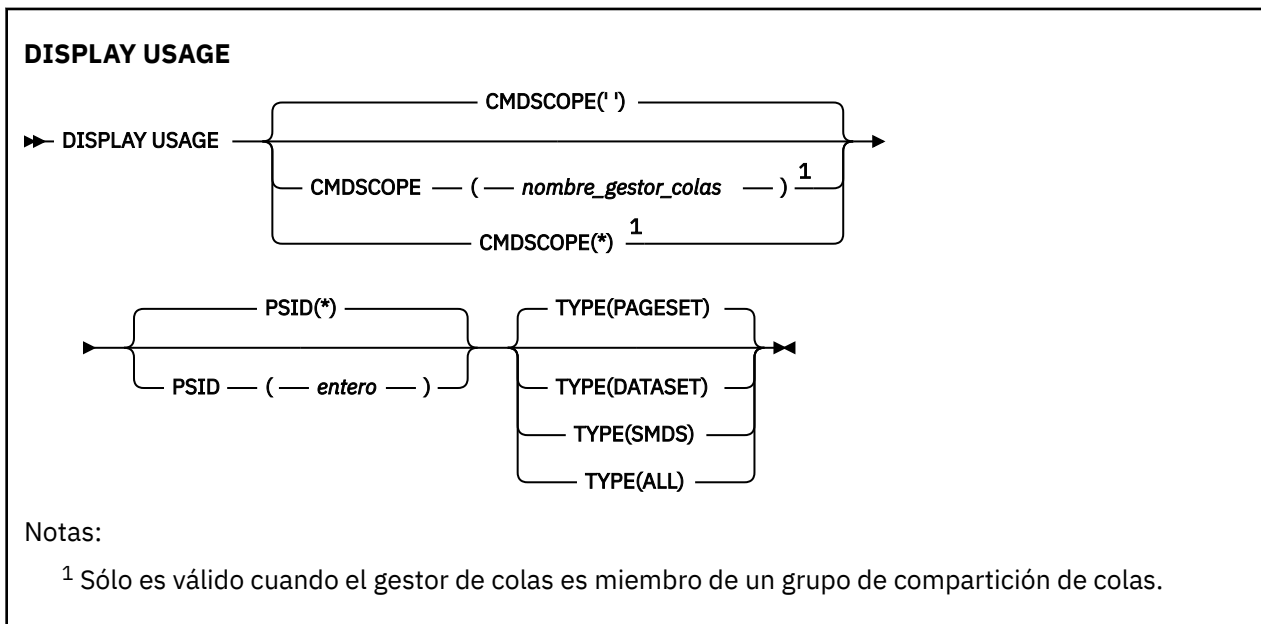 DISPLAY USAGE
CMDSCOPE(' ')
DISPLAY USAGE
CMDSCOPE ( nombre_gestor_colas ) 1
CMDSCOPE(*) 1
PSID(*) TYPE(PAGESET)
PSID ( entero ) TYPE(DATASET)
TYPE(SMDS)
TYPE(ALL)
Notas:
1 Sólo es válido cuando el gestor de colas es miembro de un grupo de compartición de colas.